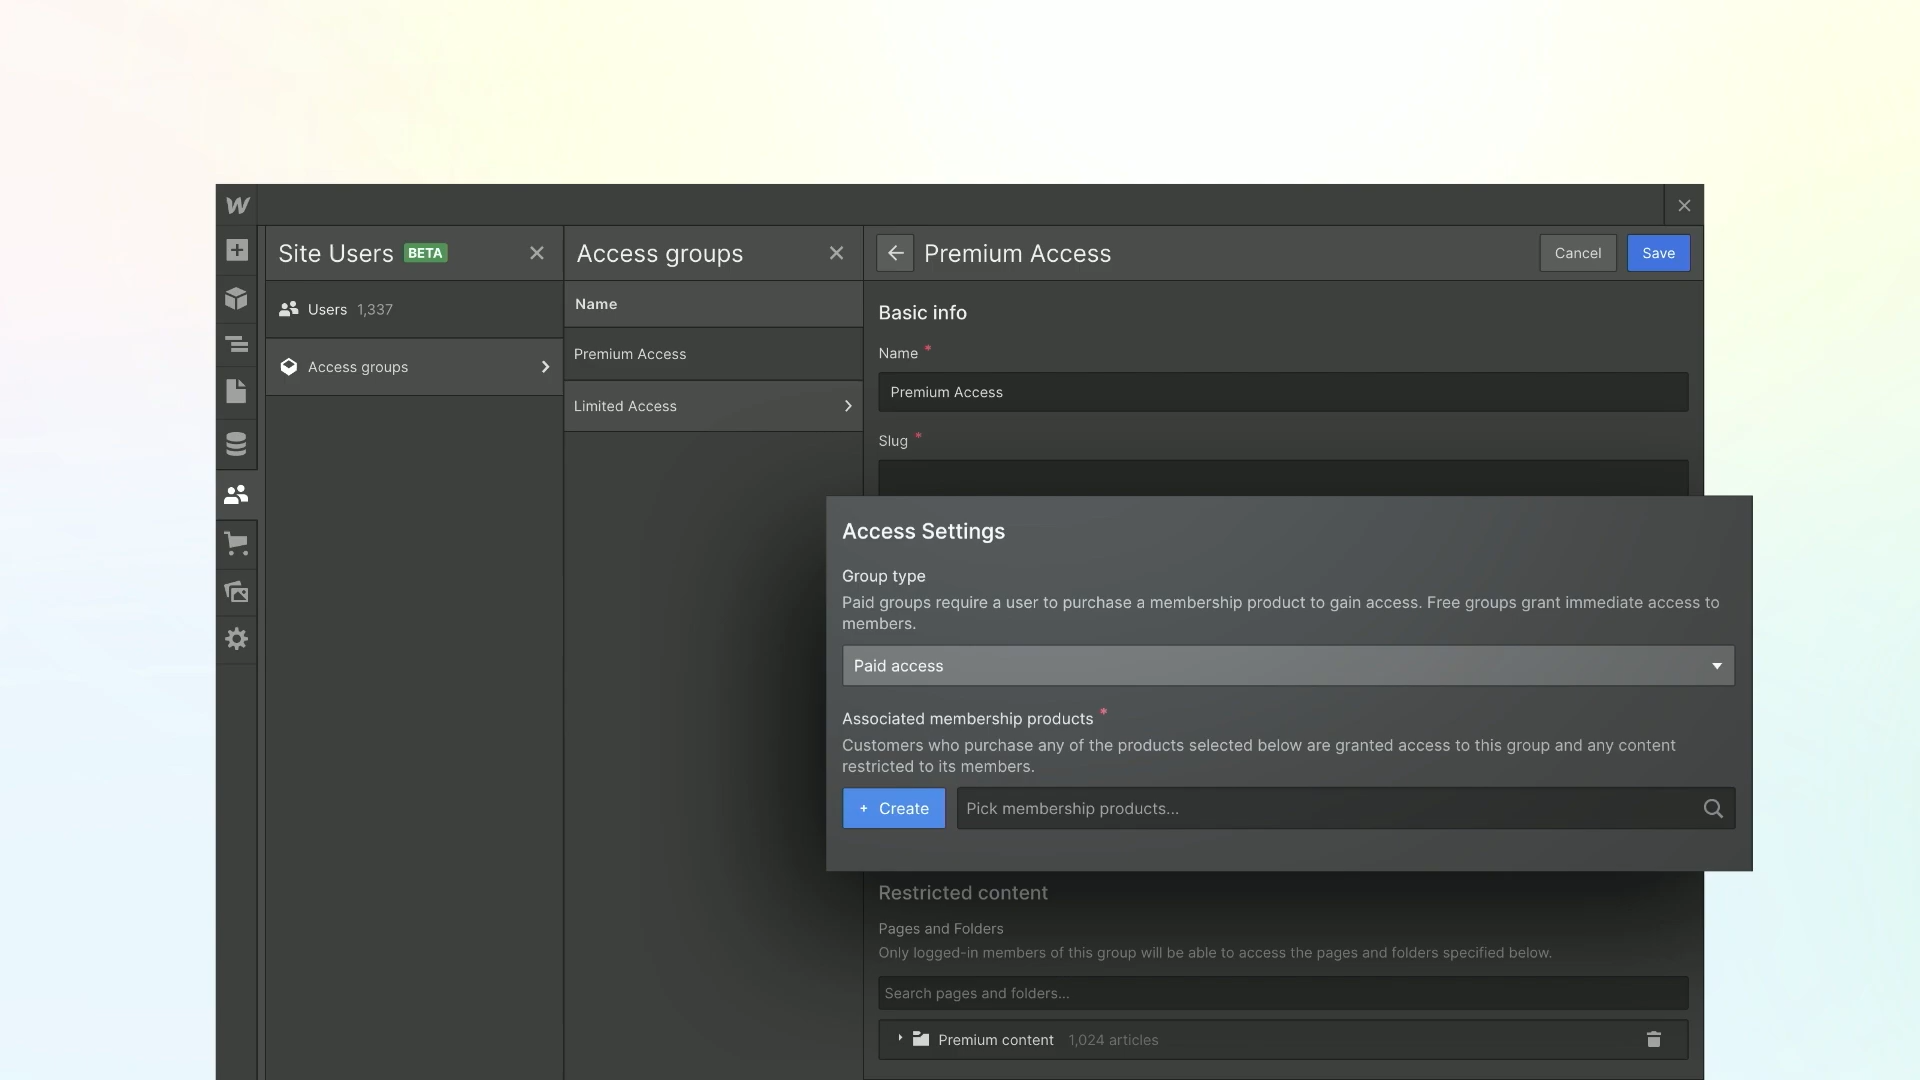 Site Users BETA
Users 1,337
Access groups
Access groups
Name
Premium Access
Limited Access
Premium Access
Cancel
Save
Basic info
Name *
Premium Access
Slug *
Access Settings
Group type
Paid groups require a user to purchase a membership product to gain access. Free groups grant immediate access to
members.
Paid access
Associated membership products *
Customers who purchase any of the products selected below are granted access to this group and any content
restricted to its members.
+ Create
Pick membership products...
Restricted content
Pages and Folders
Only logged-in members of this group will be able to access the pages and folders specified below.
Search pages and folders...
Premium content 1,024 articles